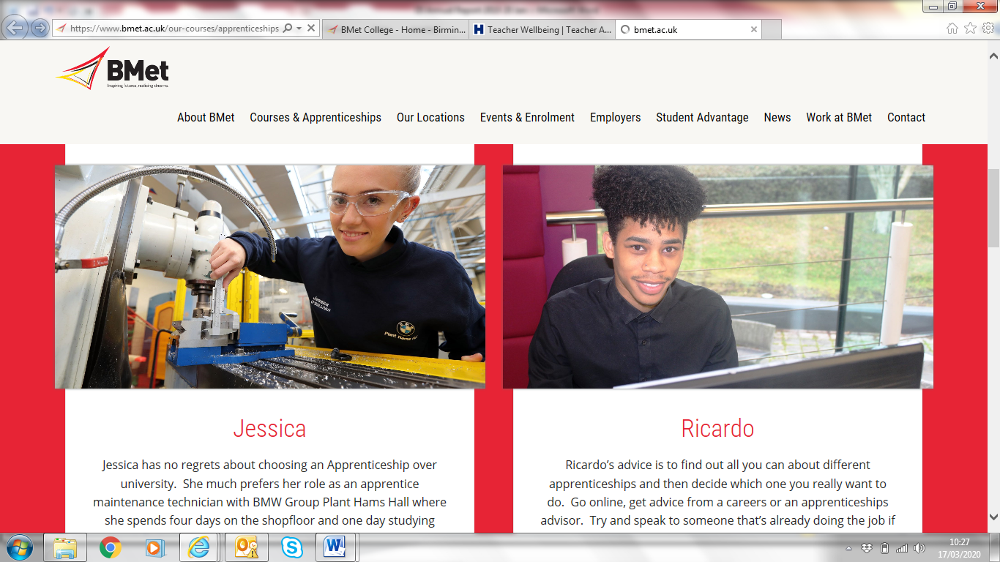 https://www.bmet.ac.uk/our-courses/apprenticeships
BMet College - Home - Birmin...
Teacher Wellbeing | Teacher A...
bmet.ac.uk
BMet
Inspiring futures. realising dreams.
About BMet Courses & Apprenticeships Our Locations Events & Enrolment Employers Student Advantage News Work at BMet Contact
Jessica
O'SULLIVAN
Plant Hams Hall
Jessica
Jessica has no regrets about choosing an Apprenticeship over
university. She much prefers her role as an apprentice
maintenance technician with BMW Group Plant Hams Hall where
she spends four days on the shopfloor and one day studying
Ricardo
Ricardo's advice is to find out all you can about different
apprenticeships and then decide which one you really want to
do. Go online, get advice from a careers or an apprenticeships
advisor. Try and speak to someone that's already doing the job if
10:27
17/03/2020